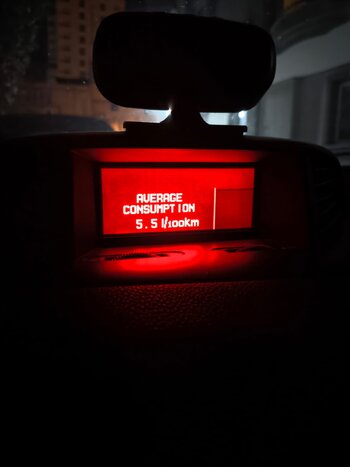 AVERAGE
CONSUMPTION
5.5 l/100km